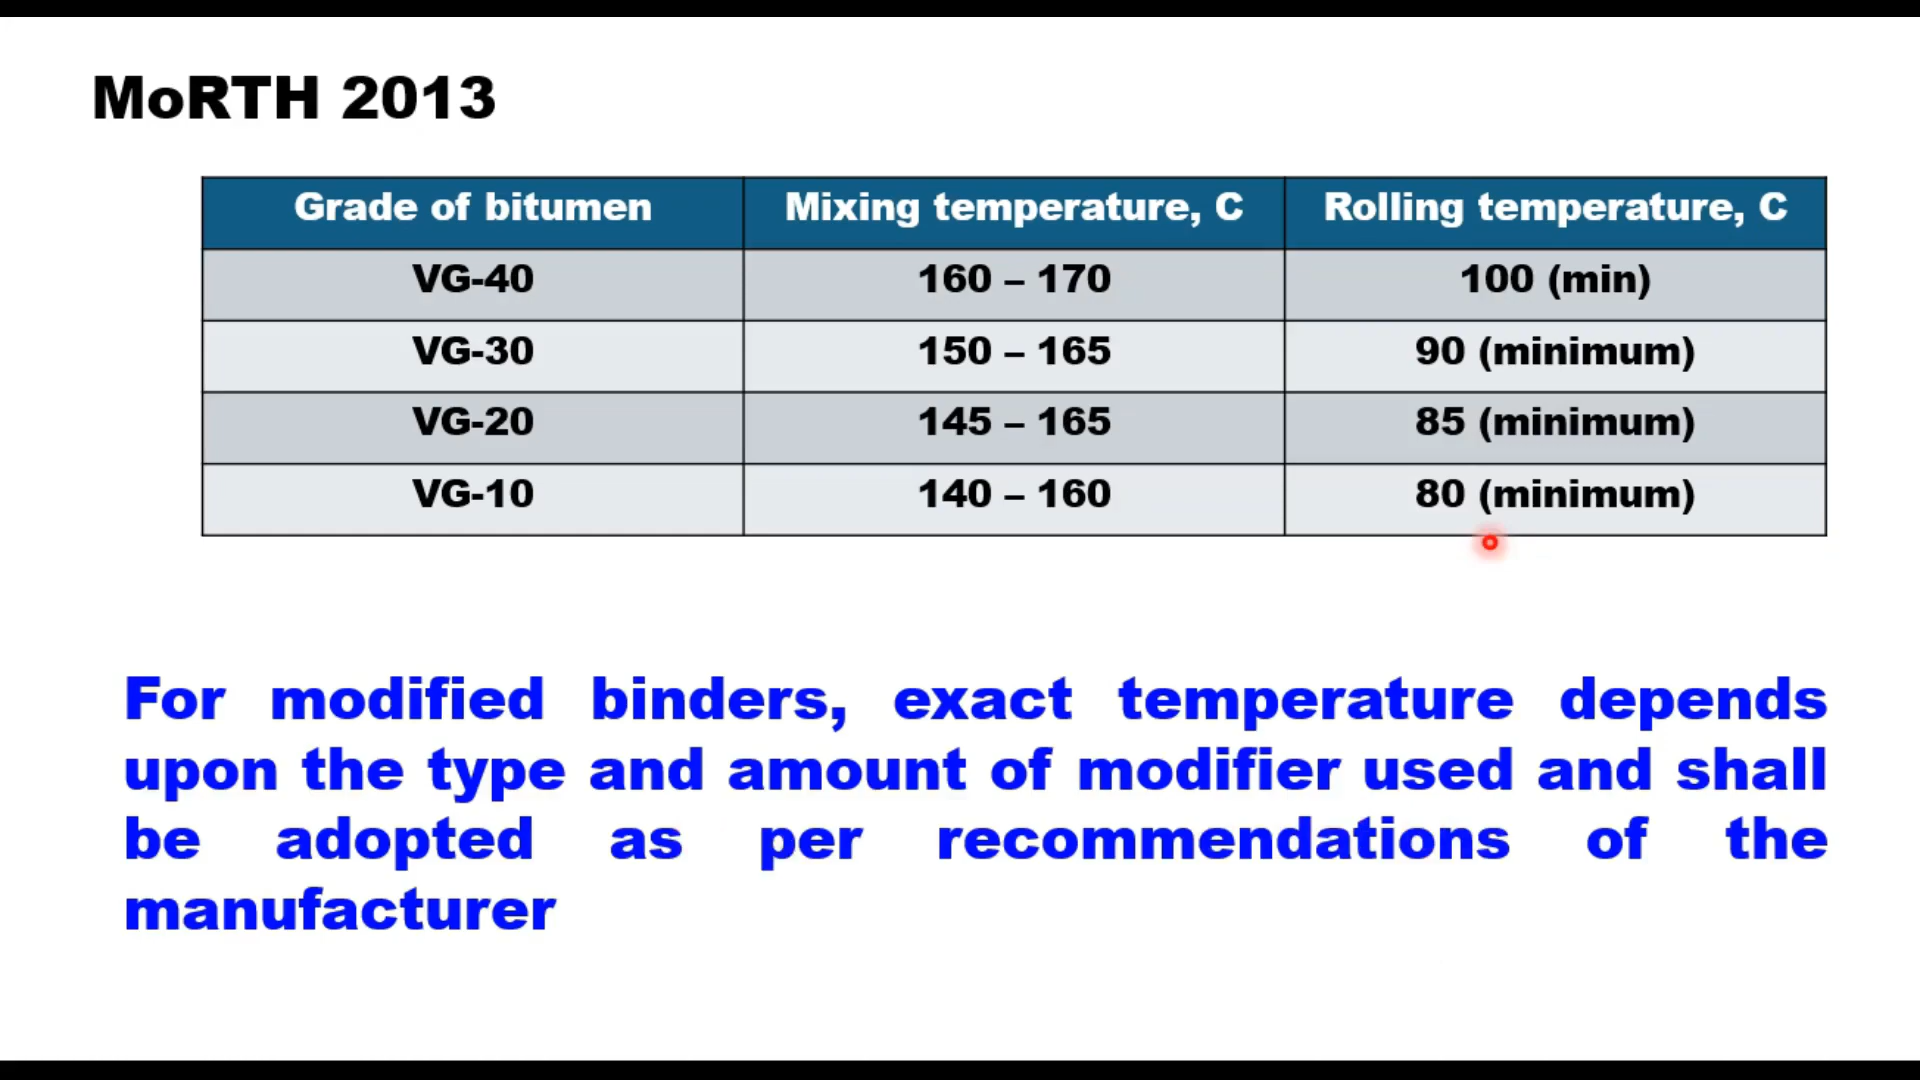 MoRTH 2013
Grade of bitumen Mixing temperature, C Rolling temperature, C
VG-40 160 – 170 100 (min)
VG-30 150 – 165 90 (minimum)
VG-20 145 – 165 85 (minimum)
VG-10 140 – 160 80 (minimum)
For modified binders, exact temperature depends
upon the type and amount of modifier used and shall
be adopted as per recommendations of the
manufacturer